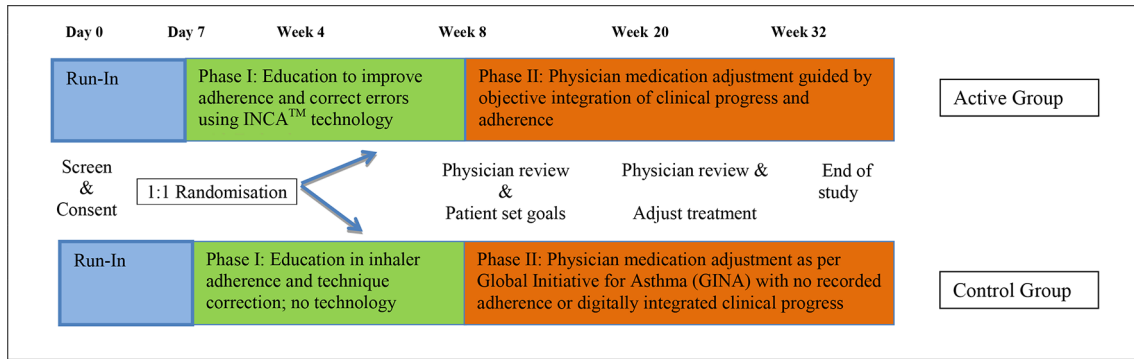 Day 0 Day 7 Week 4 Week 8 Week 20 Week 32
Run-In
Phase I: Education to improve
adherence and correct errors
using INCA™ technology
Phase II: Physician medication adjustment guided by
objective integration of clinical progress and
adherence
Active Group
Screen
&
Consent
1:1 Randomisation
Physician review
&
Patient set goals
Physician review &
Adjust treatment
End of
study
Run-In
Phase I: Education in inhaler
adherence and technique
correction; no technology
Phase II: Physician medication adjustment as per
Global Initiative for Asthma (GINA) with no recorded
adherence or digitally integrated clinical progress
Control Group